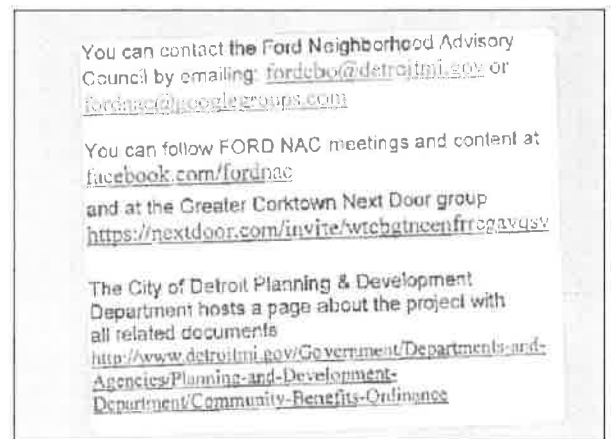 You can contact the Ford Neighborhood Advisory
Council by emailing: fordcbo@detroitmi.gov or
fordnac@googlegroups.com
You can follow FORD NAC meetings and content at
facebook.com/fordnac
and at the Greater Corktown Next Door group
https://nextdoor.com/invite/
The City of Detroit Planning & Development
Department hosts a page about the project with
all related documents
http://www.detroitmi.gov/Government/Departments-and-
Agencies/Planning-and-Development-
Department/Community-Benefits-Ordinance